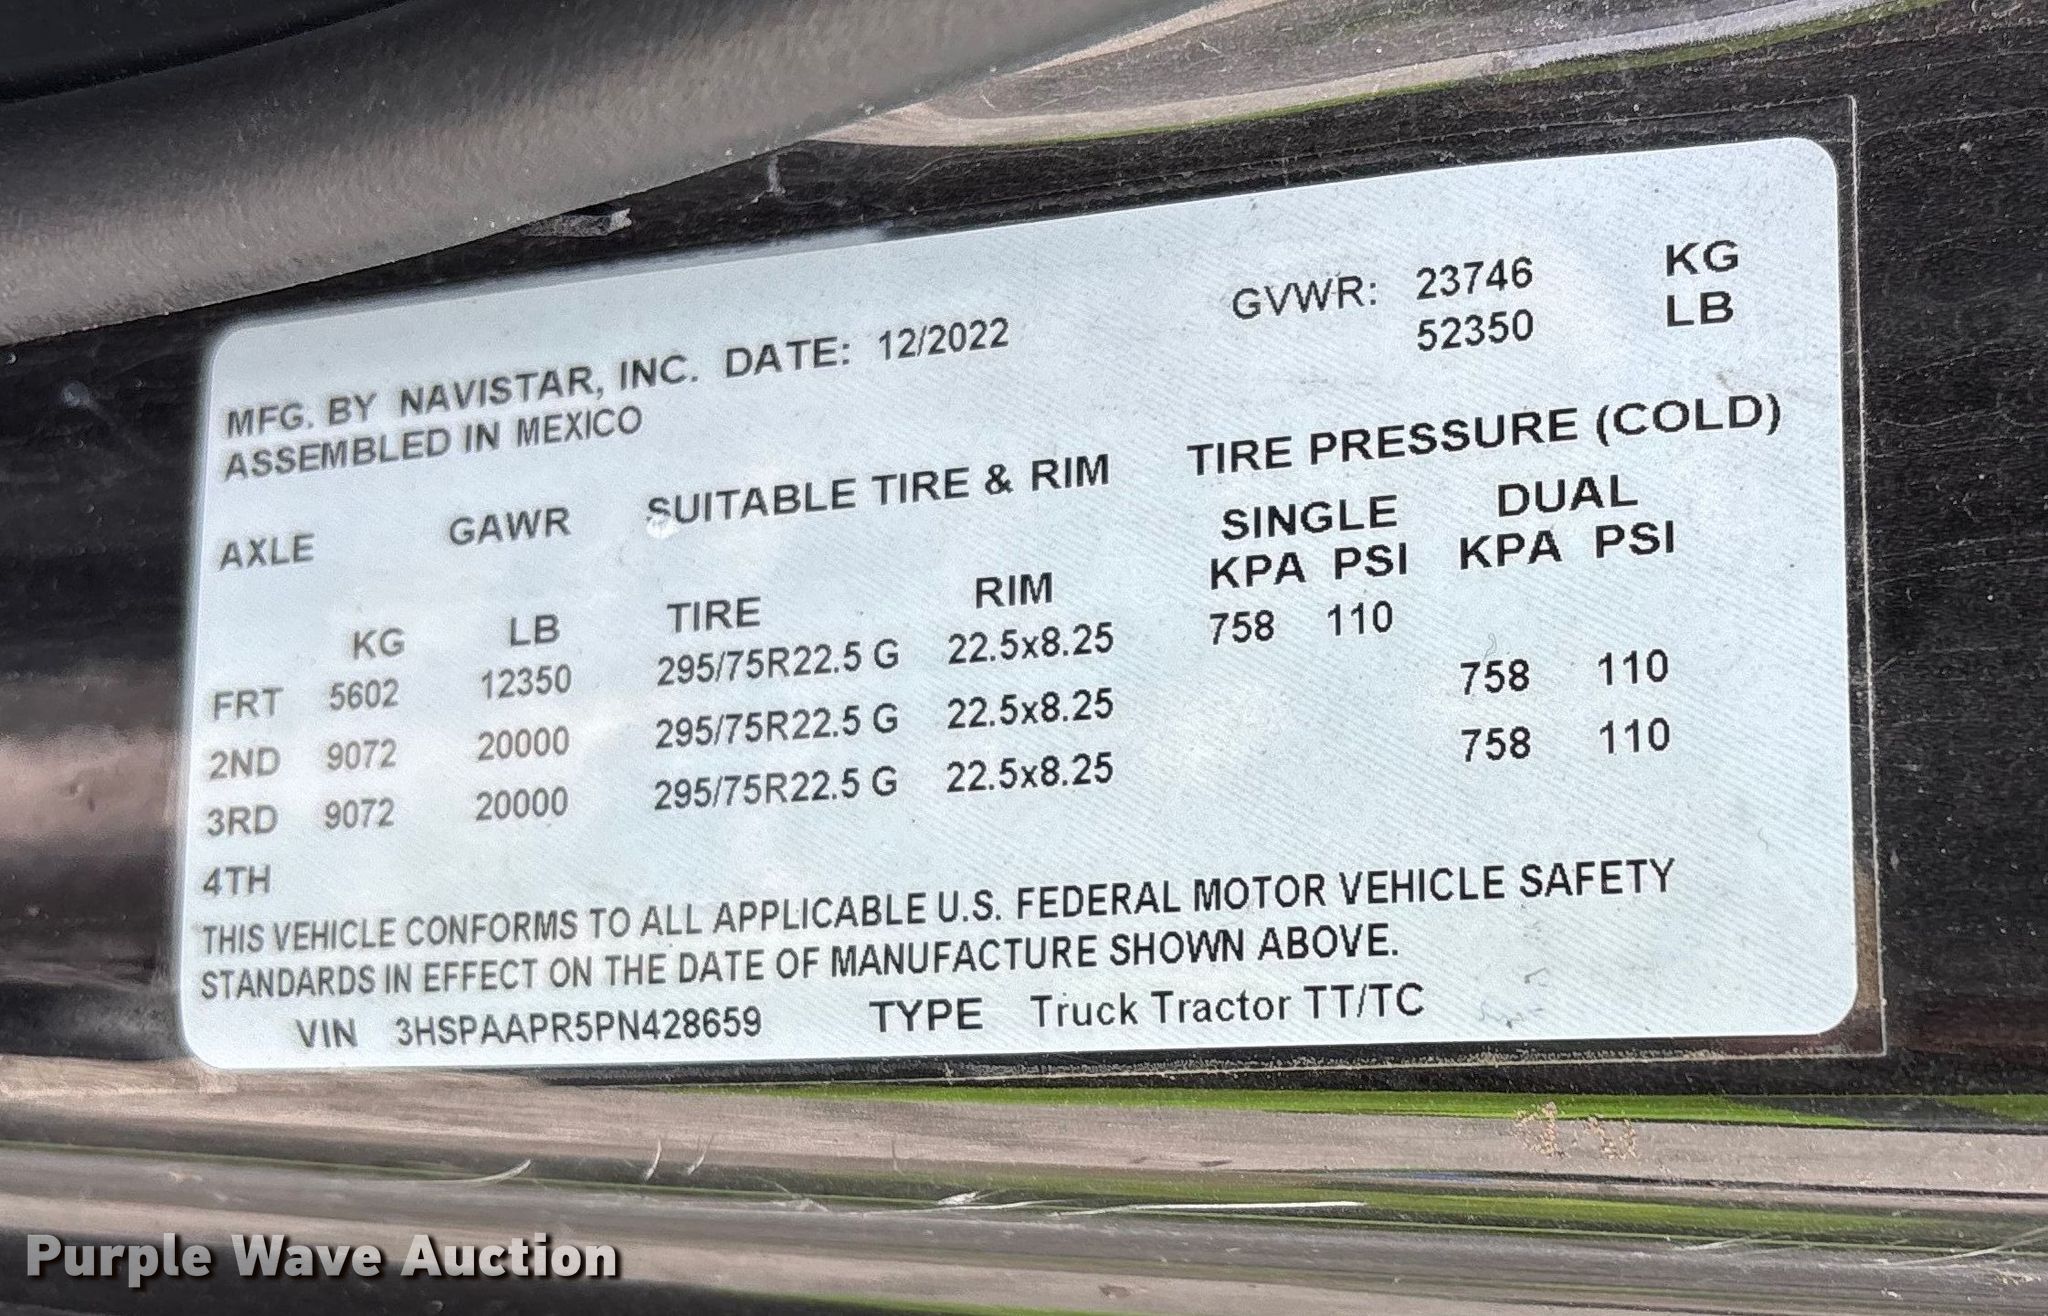 MFG. BY NAVISTAR, INC. DATE: 12/2022 GVWR: 23746 KG
52350 LB
ASSEMBLED IN MEXICO
AXLE GAWR SUITABLE TIRE & RIM TIRE PRESSURE (COLD)
SINGLE DUAL
KG LB TIRE RIM KPA PSI KPA PSI
FRT 5602 12350 295/75R22.5 G 22.5x8.25 758 110
2ND 9072 20000 295/75R22.5 G 22.5x8.25 758 110
3RD 9072 20000 295/75R22.5 G 22.5x8.25 758 110
4TH
THIS VEHICLE CONFORMS TO ALL APPLICABLE U.S. FEDERAL MOTOR VEHICLE SAFETY
STANDARDS IN EFFECT ON THE DATE OF MANUFACTURE SHOWN ABOVE.
VIN 3HSPAAPR5PN428659 TYPE Truck Tractor TT/TC
Purple Wave Auction